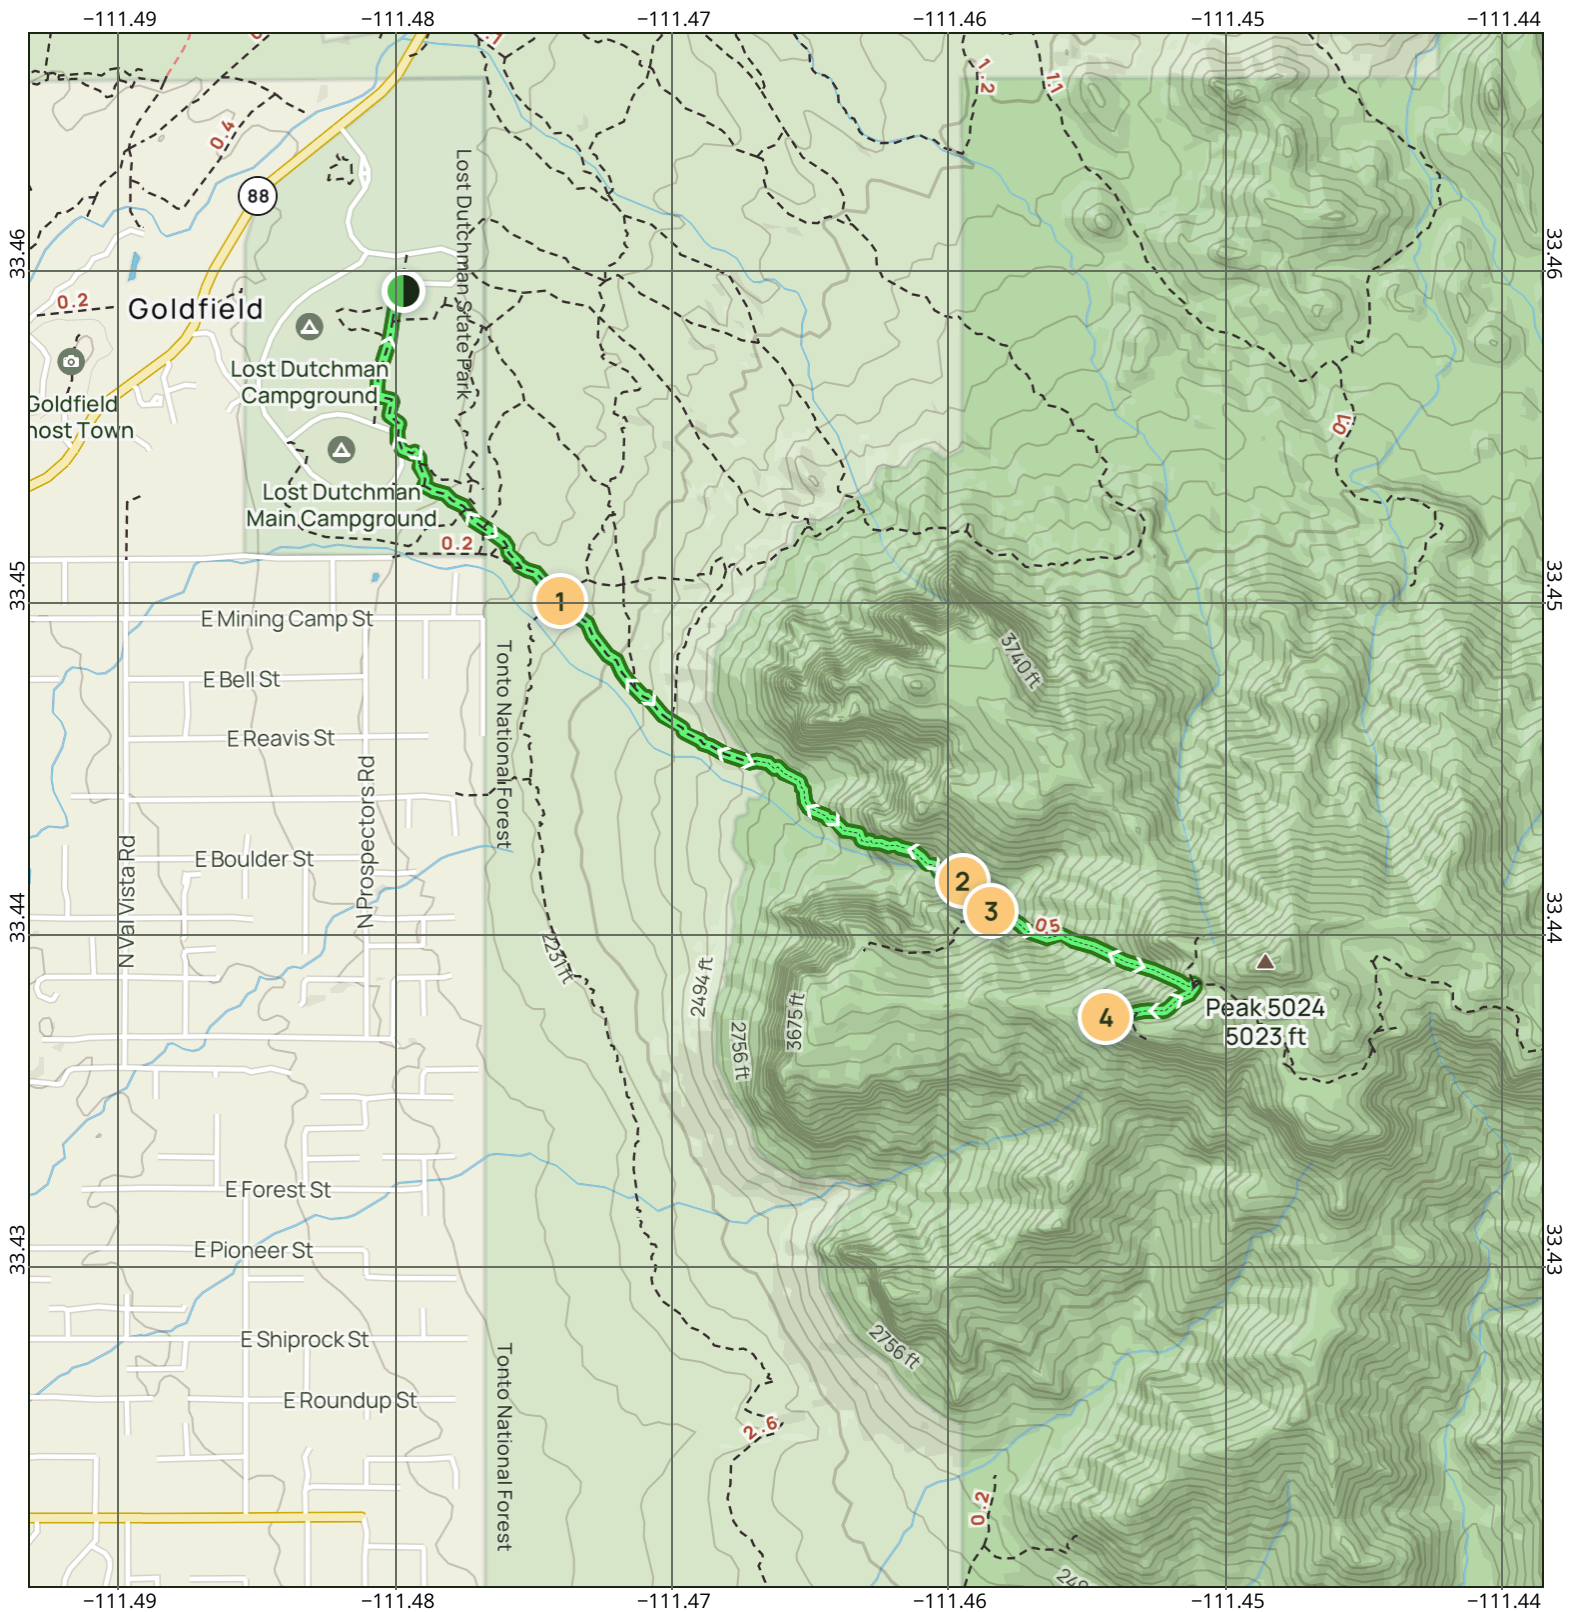 −111.49
−111.48
−111.47
−111.46
−111.45
−111.44
33.46
33.46
33.45
33.45
33.44
33.44
33.43
33.43
1.2
1.1
0.4
88
Lost Dutchman State Park
Goldfield
0.2
Lost Dutchman
Campground
Goldfield
host Town
Lost Dutchman
Main Campground
0.2
0.1
1
E Mining Camp St
3740 ft
E Bell St
Tonto National Forest
E Reavis St
N Prospectors Rd
N Val Vista Rd
E Boulder St
2
3
0.5
2231 ft
2494 ft
3675 ft
2756 ft
4
Peak 5024
5023 ft
E Forest St
E Pioneer St
E Shiprock St
2756 ft
E Roundup St
Tonto National Forest
2.6
0.2
249
−111.49
−111.48
−111.47
−111.46
−111.45
−111.44